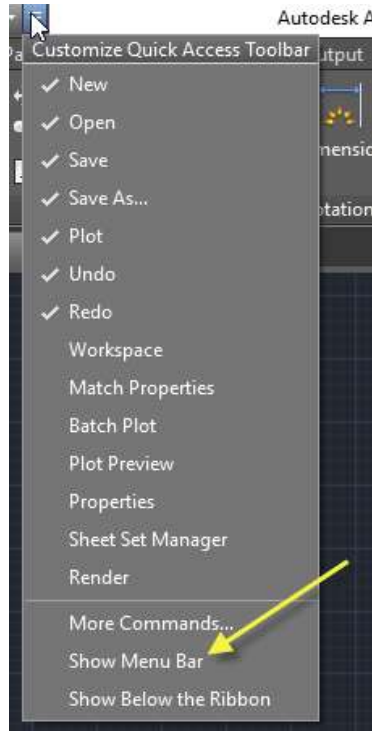 Autodesk A
Customize Quick Access Toolbar
New
Open
Save
Save As...
Plot
Undo
Redo
Workspace
Match Properties
Batch Plot
Plot Preview
Properties
Sheet Set Manager
Render
More Commands...
Show Menu Bar
Show Below the Ribbon